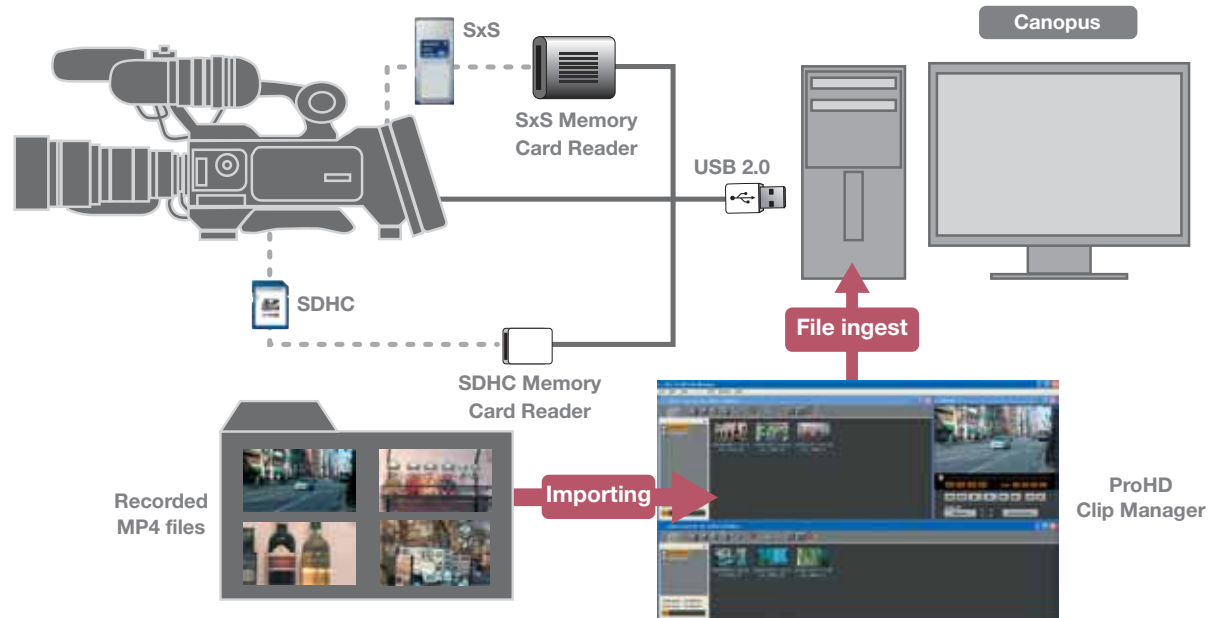 SxS
Canopus
SxS Memory
Card Reader
USB 2.0
SDHC
File ingest
SDHC Memory
Card Reader
Recorded
MP4 files
Importing
ProHD
Clip Manager